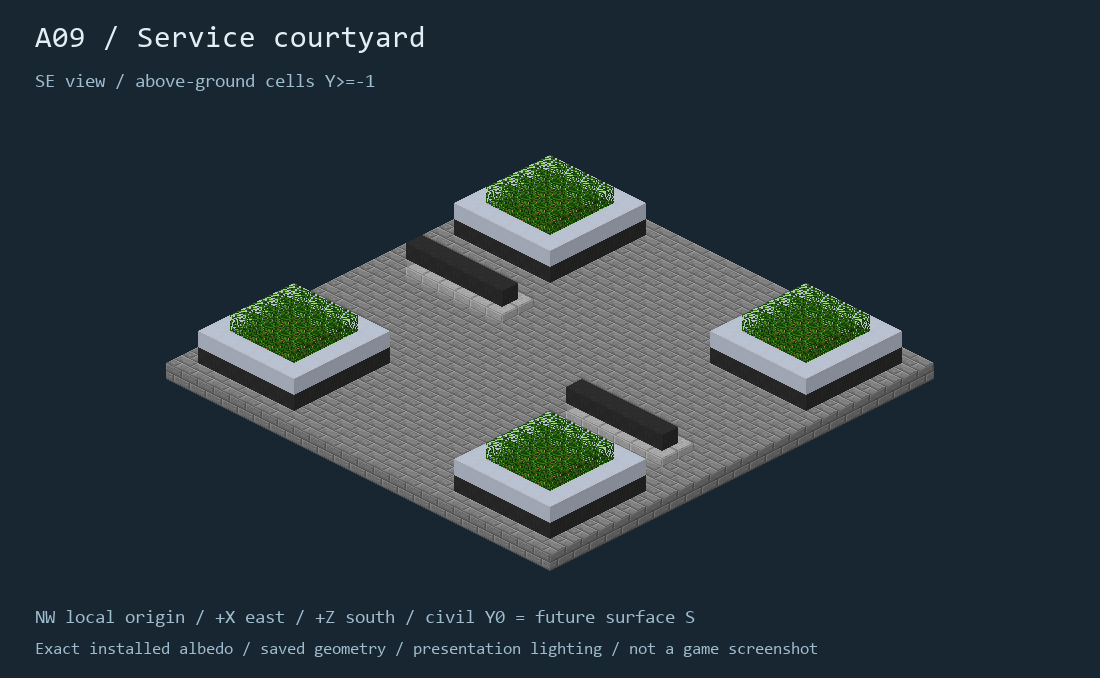 A09 / Service courtyard
SE view / above-ground cells Y>=-1
NW local origin / +X east / +Z south / civil Y0 = future surface S
Exact installed albedo / saved geometry / presentation lighting / not a game screenshot